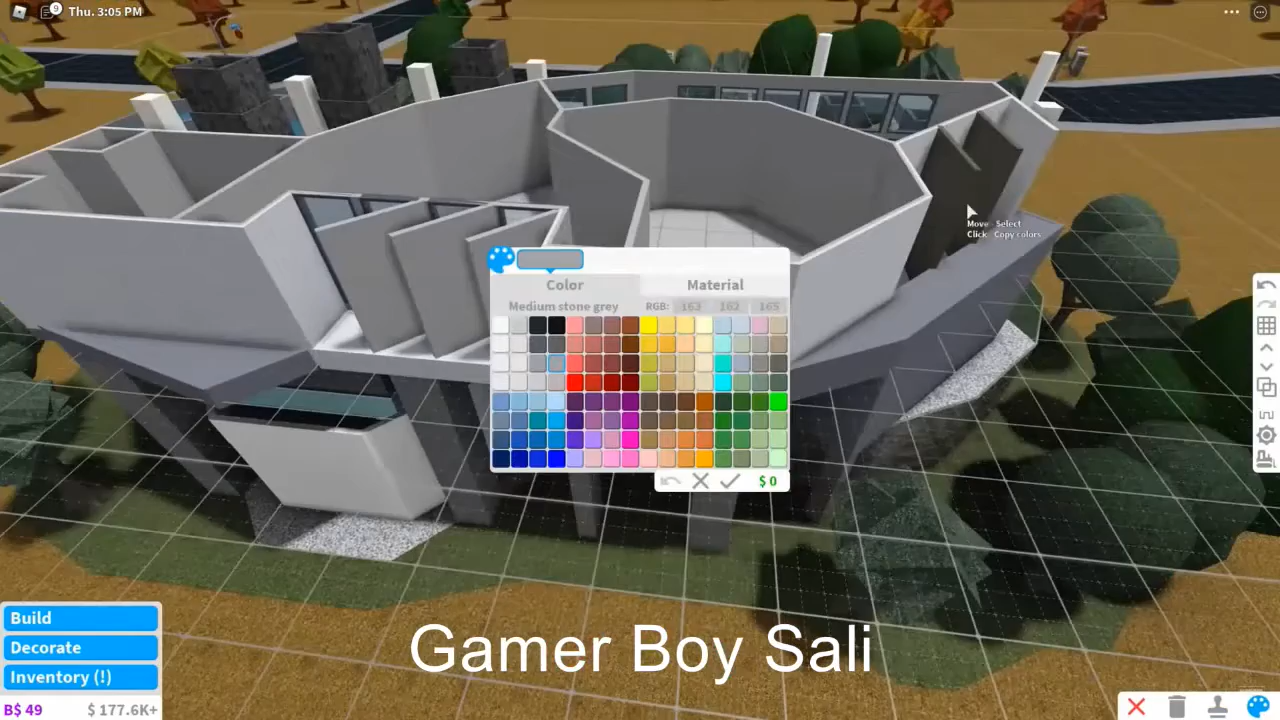 9
Thu. 3:05 PM
Move - Select
Click - Copy colors
Color
Material
Medium stone grey
RGB: 163 162 165
$ 0
Build
Decorate
Inventory (!)
B$ 49
$ 177.6K+
Gamer Boy Sali